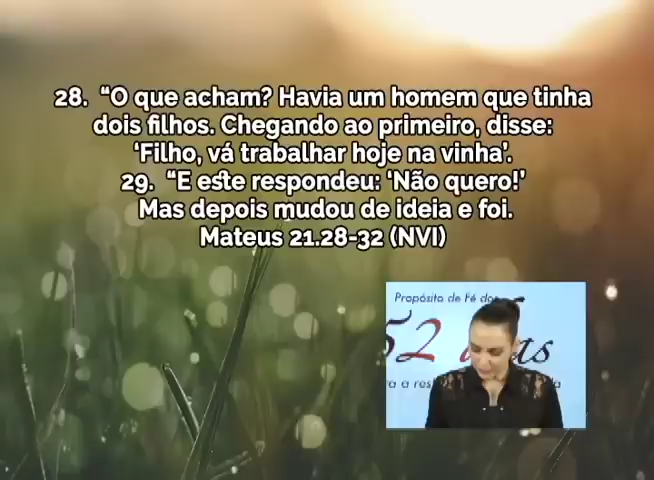 28. “O que acham? Havia um homem que tinha
dois filhos. Chegando ao primeiro, disse:
‘Filho, vá trabalhar hoje na vinha’.
29. “E este respondeu: ‘Não quero!’
Mas depois mudou de ideia e foi.
Mateus 21.28-32 (NVI)
Propósito de Fé dos
52